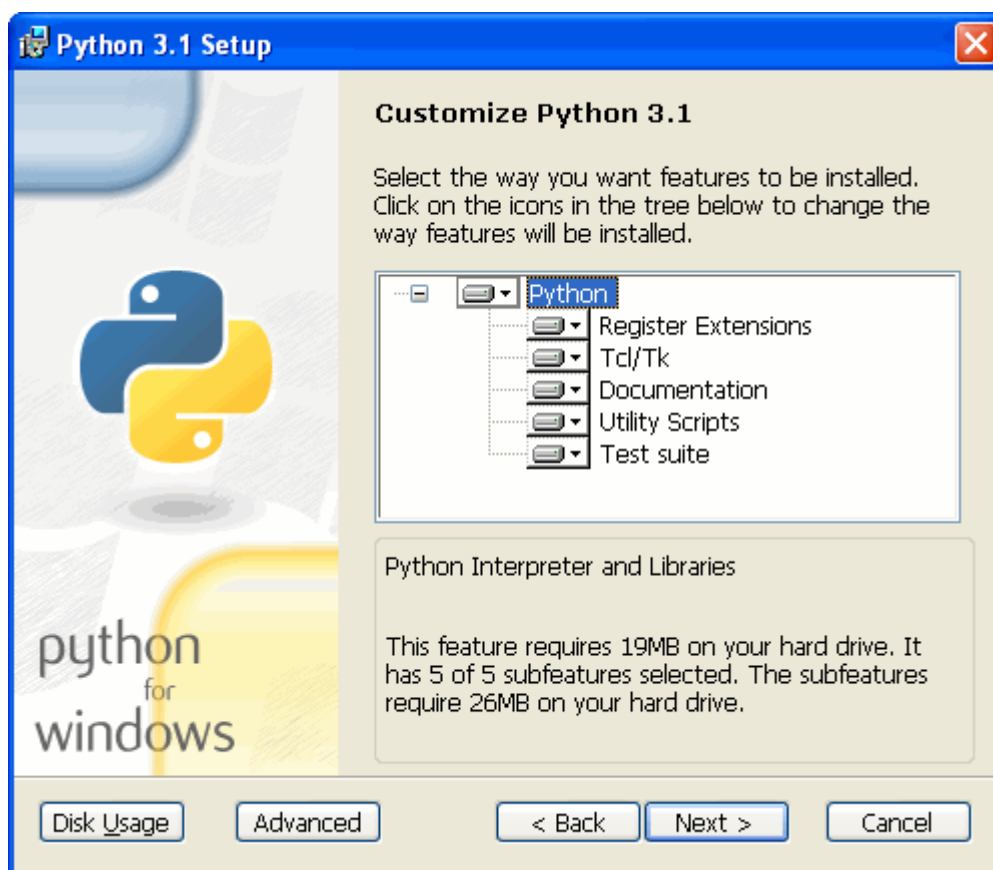 Python 3.1 Setup
Customize Python 3.1
Select the way you want features to be installed.
Click on the icons in the tree below to change the
way features will be installed.
Python
Register Extensions
Tcl/Tk
Documentation
Utility Scripts
Test suite
Python Interpreter and Libraries
This feature requires 19MB on your hard drive. It
has 5 of 5 subfeatures selected. The subfeatures
require 26MB on your hard drive.
python
for
windows
Disk Usage
Advanced
< Back
Next >
Cancel